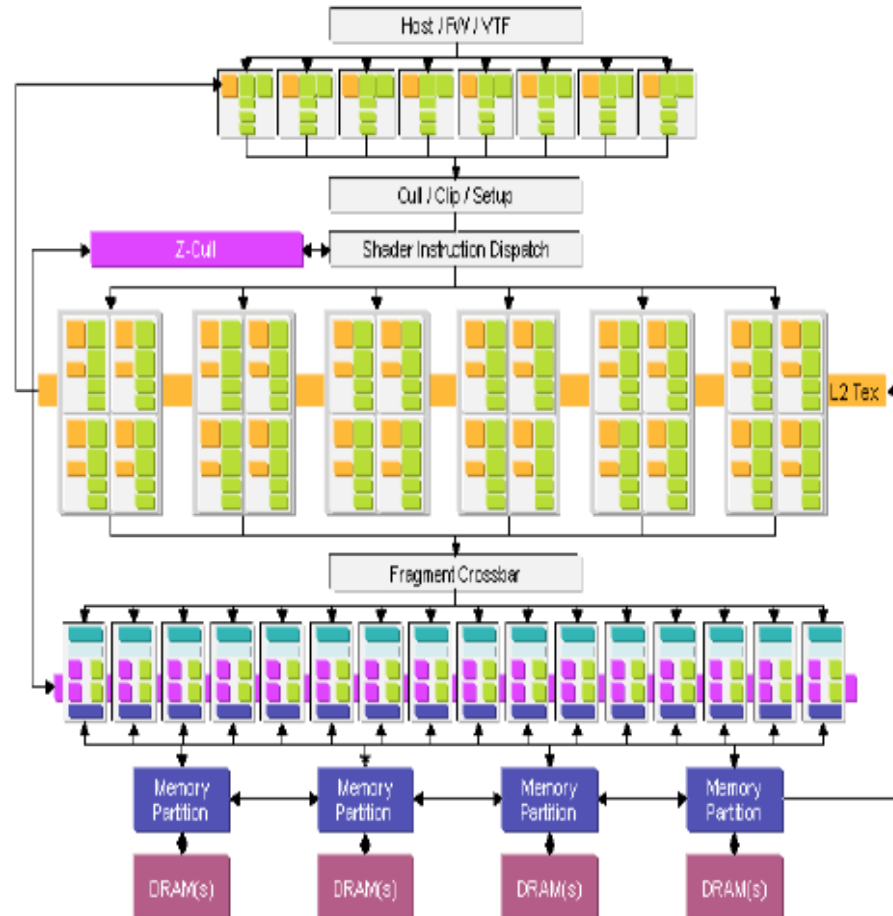 Host / FW / VTF
Cull / Clip / Setup
Z-Cull
Shader Instruction Dispatch
L2 Tex
Fragment Crossbar
Memory
Partition
Memory
Partition
Memory
Partition
Memory
Partition
DRAM(s)
DRAM(s)
DRAM(s)
DRAM(s)